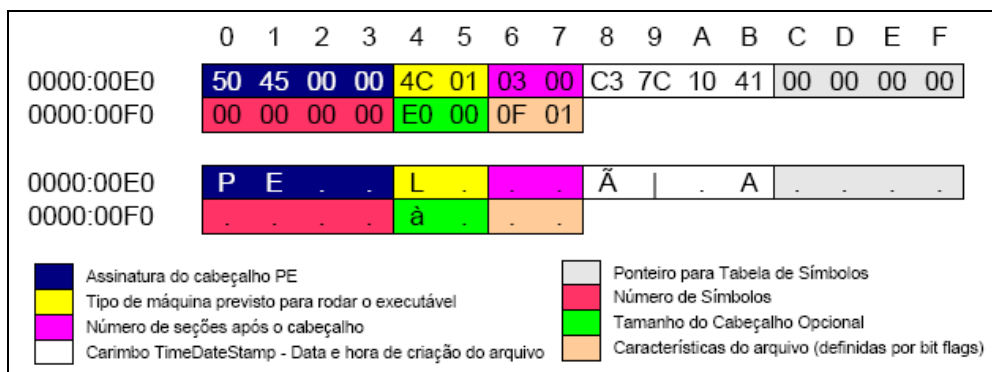 0 1 2 3 4 5 6 7 8 9 A B C D E F
0000:00E0 50 45 00 00 4C 01 03 00 C3 7C 10 41 00 00 00 00
0000:00F0 00 00 00 00 E0 00 0F 01
0000:00E0 P E . . L . . . Ã | . A . . . .
0000:00F0 . . . . à . . .
Assinatura do cabeçalho PE
Tipo de máquina previsto para rodar o executável
Número de seções após o cabeçalho
Carimbo TimeDateStamp - Data e hora de criação do arquivo
Ponteiro para Tabela de Símbolos
Número de Símbolos
Tamanho do Cabeçalho Opcional
Características do arquivo (definidas por bit flags)